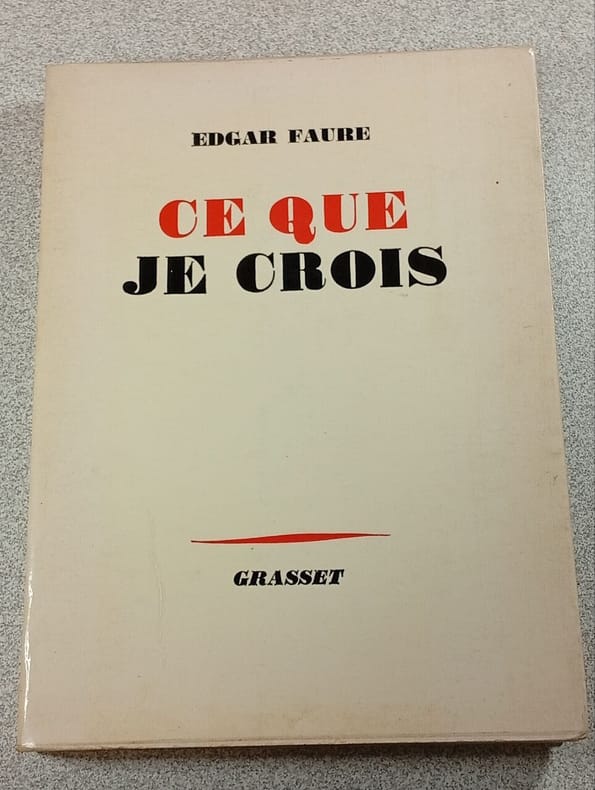 EDGAR FAURE
CE QUE
JE CROIS
GRASSET